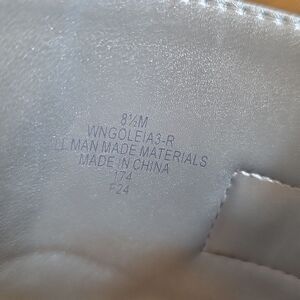 8½M
WNGOLEIA3-R
LL MAN MADE MATERIALS
MADE IN CHINA
174
F24